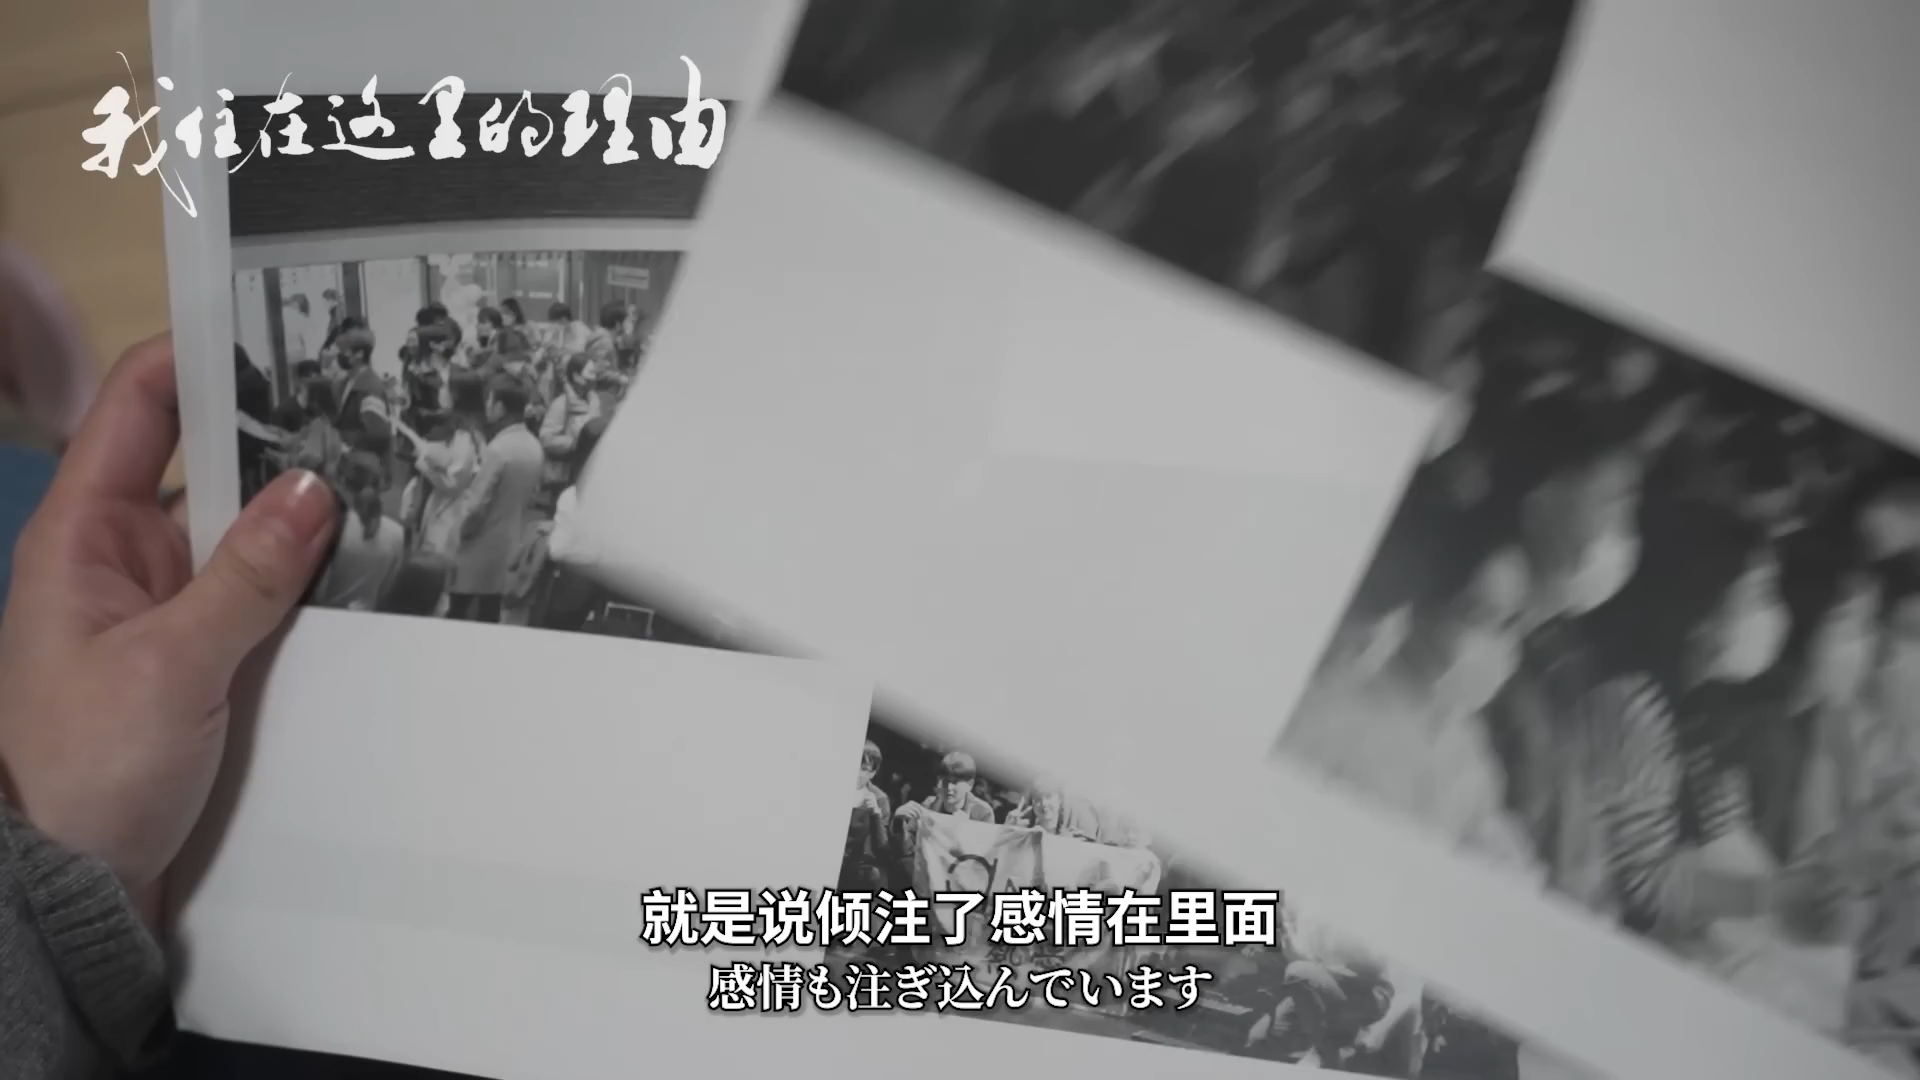 我住在这里的理由
就是说倾注了感情在里面
感情も注ぎ込んでいます